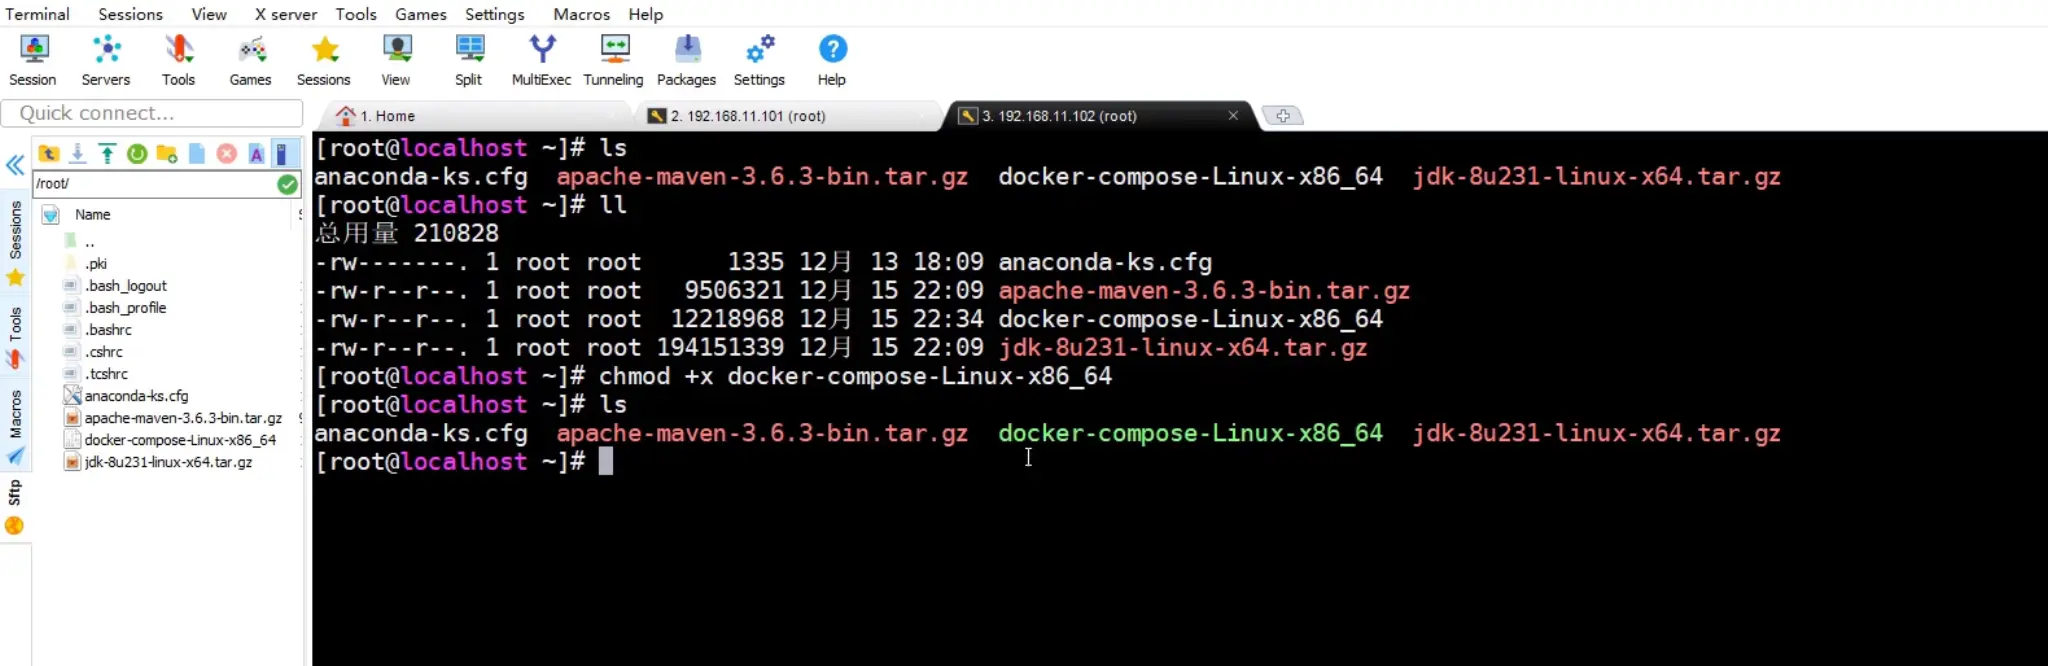 Terminal Sessions View X server Tools Games Settings Macros Help
Session Servers Tools Games Sessions View Split MultiExec Tunneling Packages Settings Help
Quick connect...
1. Home 2. 192.168.11.101 (root) 3. 192.168.11.102 (root)
/root/
Name
..
.pki
.bash_logout
.bash_profile
.bashrc
.cshrc
.tcshrc
anaconda-ks.cfg
apache-maven-3.6.3-bin.tar.gz
docker-compose-Linux-x86_64
jdk-8u231-linux-x64.tar.gz
Sessions
Tools
Macros
Sftp
[root@localhost ~]# ls
anaconda-ks.cfg apache-maven-3.6.3-bin.tar.gz docker-compose-Linux-x86_64 jdk-8u231-linux-x64.tar.gz
[root@localhost ~]# ll
总用量 210828
-rw-------. 1 root root 1335 12月 13 18:09 anaconda-ks.cfg
-rw-r--r--. 1 root root 9506321 12月 15 22:09 apache-maven-3.6.3-bin.tar.gz
-rw-r--r--. 1 root root 12218968 12月 15 22:34 docker-compose-Linux-x86_64
-rw-r--r--. 1 root root 194151339 12月 15 22:09 jdk-8u231-linux-x64.tar.gz
[root@localhost ~]# chmod +x docker-compose-Linux-x86_64
[root@localhost ~]# ls
anaconda-ks.cfg apache-maven-3.6.3-bin.tar.gz docker-compose-Linux-x86_64 jdk-8u231-linux-x64.tar.gz
[root@localhost ~]#